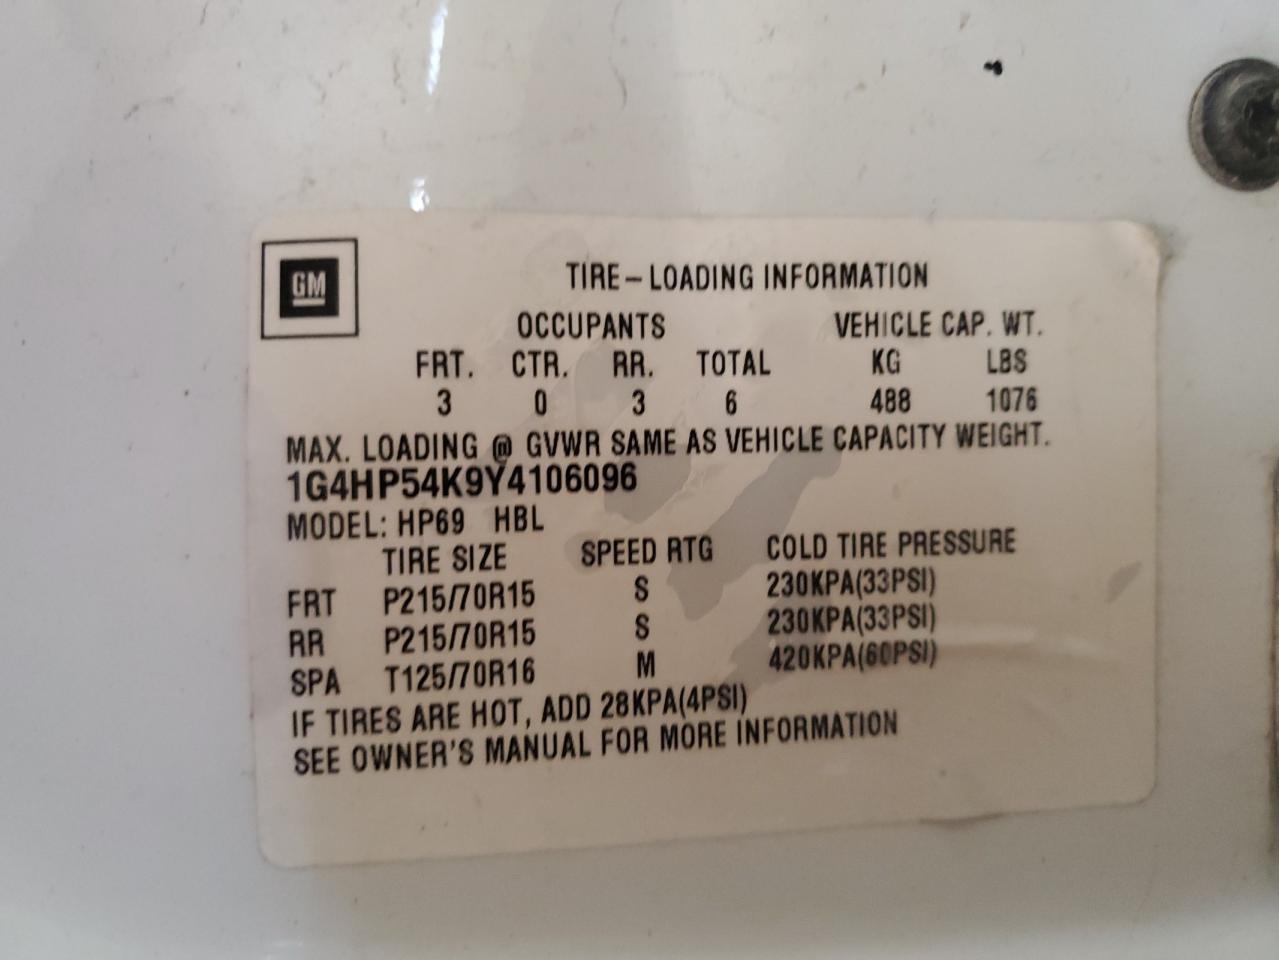 GM
TIRE–LOADING INFORMATION
OCCUPANTS VEHICLE CAP. WT.
FRT. CTR. RR. TOTAL KG LBS
3 0 3 6 488 1076
MAX. LOADING @ GVWR SAME AS VEHICLE CAPACITY WEIGHT.
1G4HP54K9Y4106096
MODEL: HP69 HBL
TIRE SIZE SPEED RTG COLD TIRE PRESSURE
FRT P215/70R15 S 230KPA(33PSI)
RR P215/70R15 S 230KPA(33PSI)
SPA T125/70R16 M 420KPA(60PSI)
IF TIRES ARE HOT, ADD 28KPA(4PSI)
SEE OWNER'S MANUAL FOR MORE INFORMATION